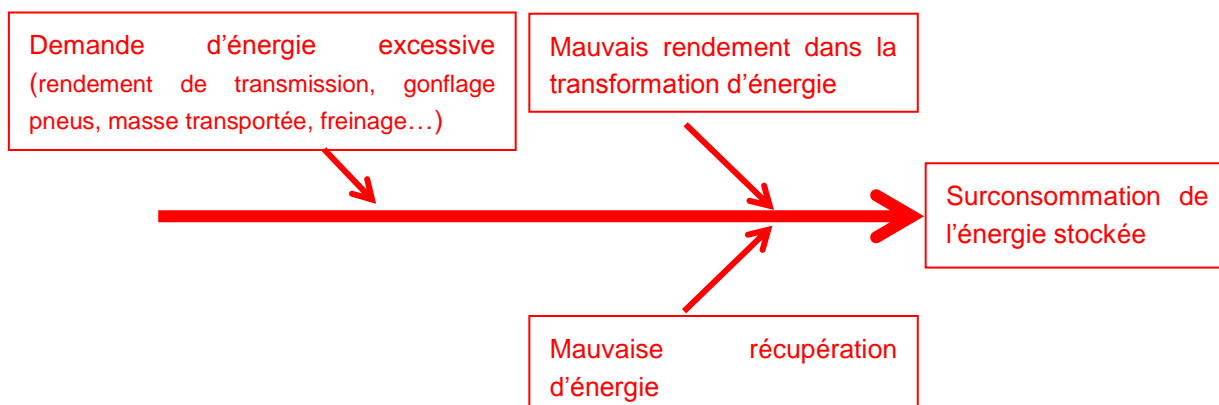 Demande d’énergie excessive
(rendement de transmission, gonflage
pneus, masse transportée, freinage…)
Mauvais rendement dans la
transformation d’énergie
Surconsommation de
l’énergie stockée
Mauvaise récupération
d’énergie